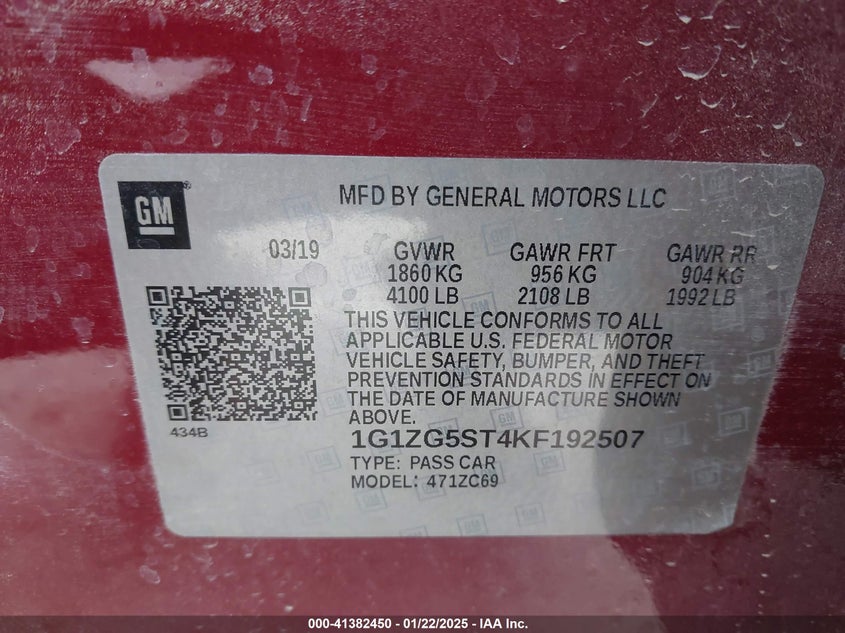 GM
MFD BY GENERAL MOTORS LLC
03/19 GVWR GAWR FRT GAWR RR
1860 KG 956 KG 904 KG
4100 LB 2108 LB 1992 LB
THIS VEHICLE CONFORMS TO ALL
APPLICABLE U.S. FEDERAL MOTOR
VEHICLE SAFETY, BUMPER, AND THEFT
PREVENTION STANDARDS IN EFFECT ON
THE DATE OF MANUFACTURE SHOWN
ABOVE.
434B
1G1ZG5ST4KF192507
TYPE: PASS CAR
MODEL: 471ZC69
000-41382450 - 01/22/2025 - IAA Inc.